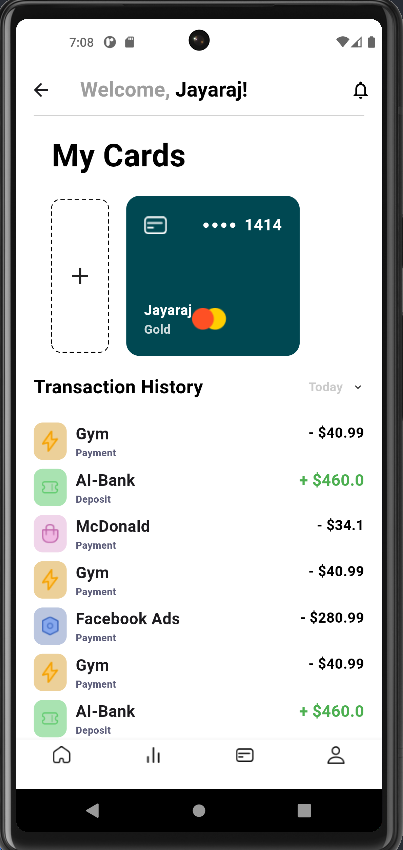 7:08
Welcome, Jayaraj!
My Cards
•••• 1414
+
Jayaraj
Gold
Transaction History
Today
Gym
- $40.99
Payment
AI-Bank
+ $460.0
Deposit
McDonald
- $34.1
Payment
Gym
- $40.99
Payment
Facebook Ads
- $280.99
Payment
Gym
- $40.99
Payment
AI-Bank
+ $460.0
Deposit